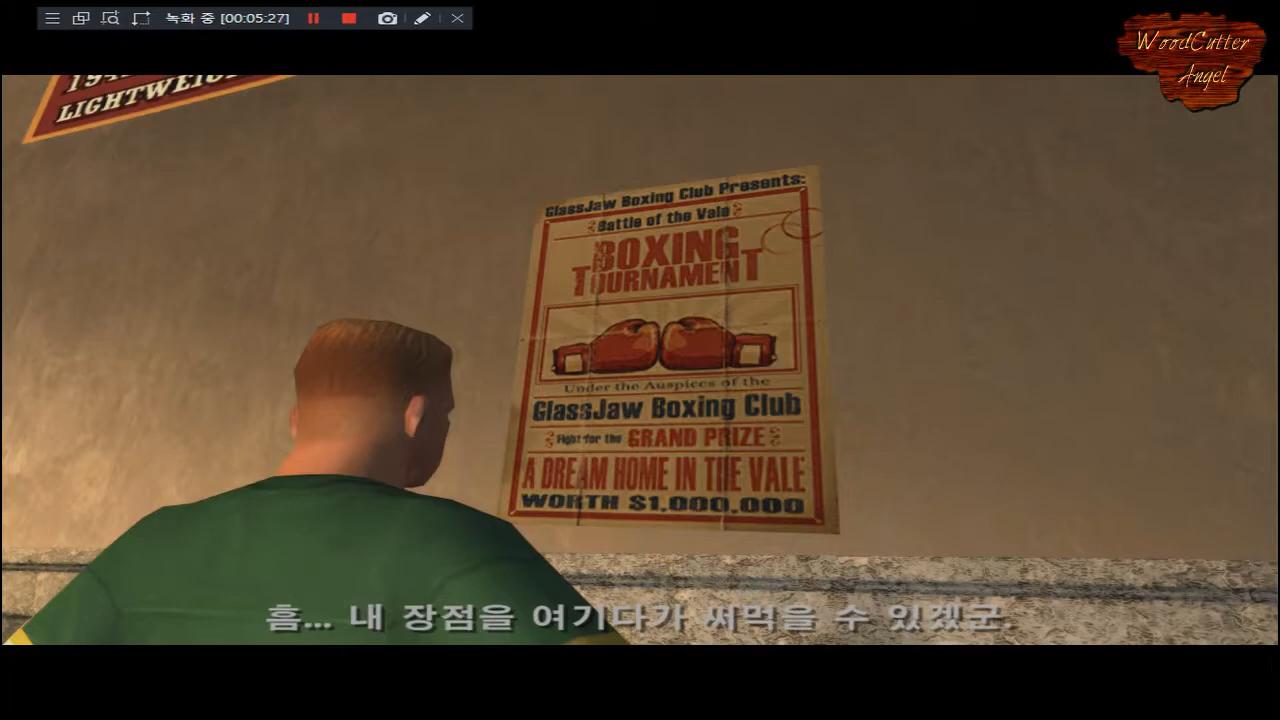 녹화 중 [00:05:27]
WoodCutter
Angel
LIGHTWEIGH
GlassJaw Boxing Club Presents:
Battle of the Vale
BOXING
TOURNAMENT
Under the Auspices of the
GlassJaw Boxing Club
Fight for the GRAND PRIZE
A DREAM HOME IN THE VALE
WORTH $1,000,000
흠... 내 장점을 여기다가 써먹을 수 있겠군.